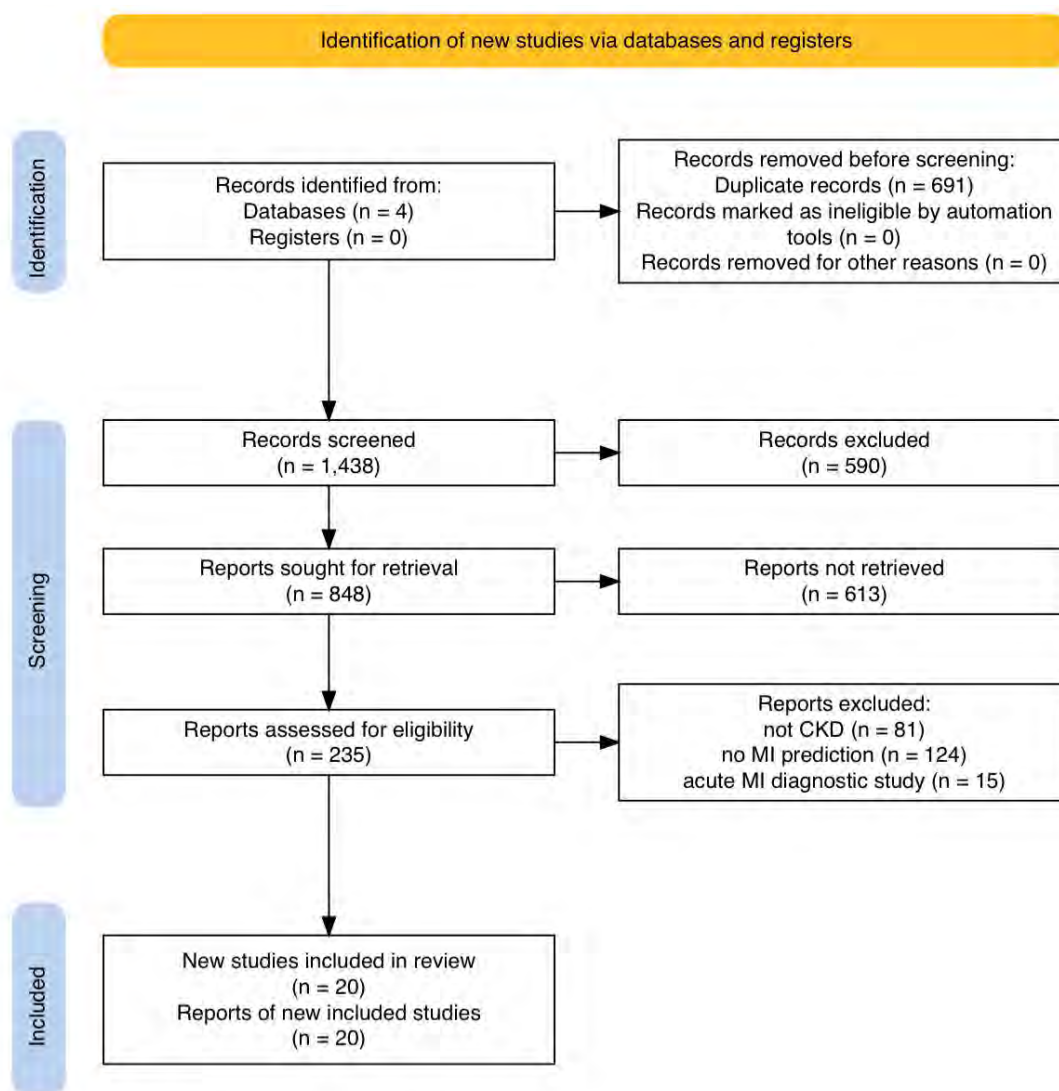 Identification of new studies via databases and registers
Identification
Records identified from:
Databases (n = 4)
Registers (n = 0)
Records removed before screening:
Duplicate records (n = 691)
Records marked as ineligible by automation
tools (n = 0)
Records removed for other reasons (n = 0)
Screening
Records screened
(n = 1,438)
Records excluded
(n = 590)
Reports sought for retrieval
(n = 848)
Reports not retrieved
(n = 613)
Reports assessed for eligibility
(n = 235)
Reports excluded:
not CKD (n = 81)
no MI prediction (n = 124)
acute MI diagnostic study (n = 15)
Included
New studies included in review
(n = 20)
Reports of new included studies
(n = 20)